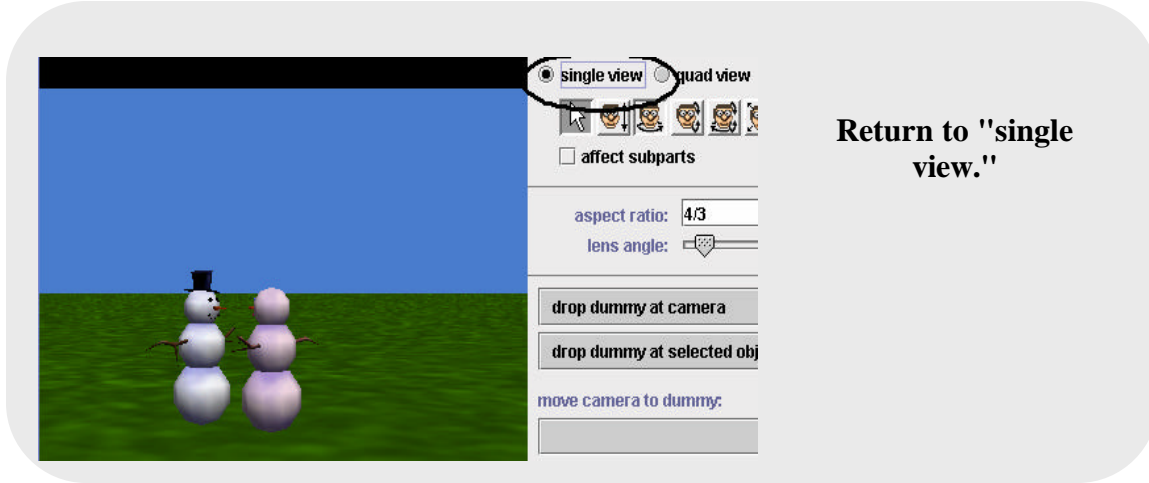 single view quad view
affect subparts
aspect ratio: 4/3
lens angle:
drop dummy at camera
drop dummy at selected obj
move camera to dummy:
Return to "single
view."